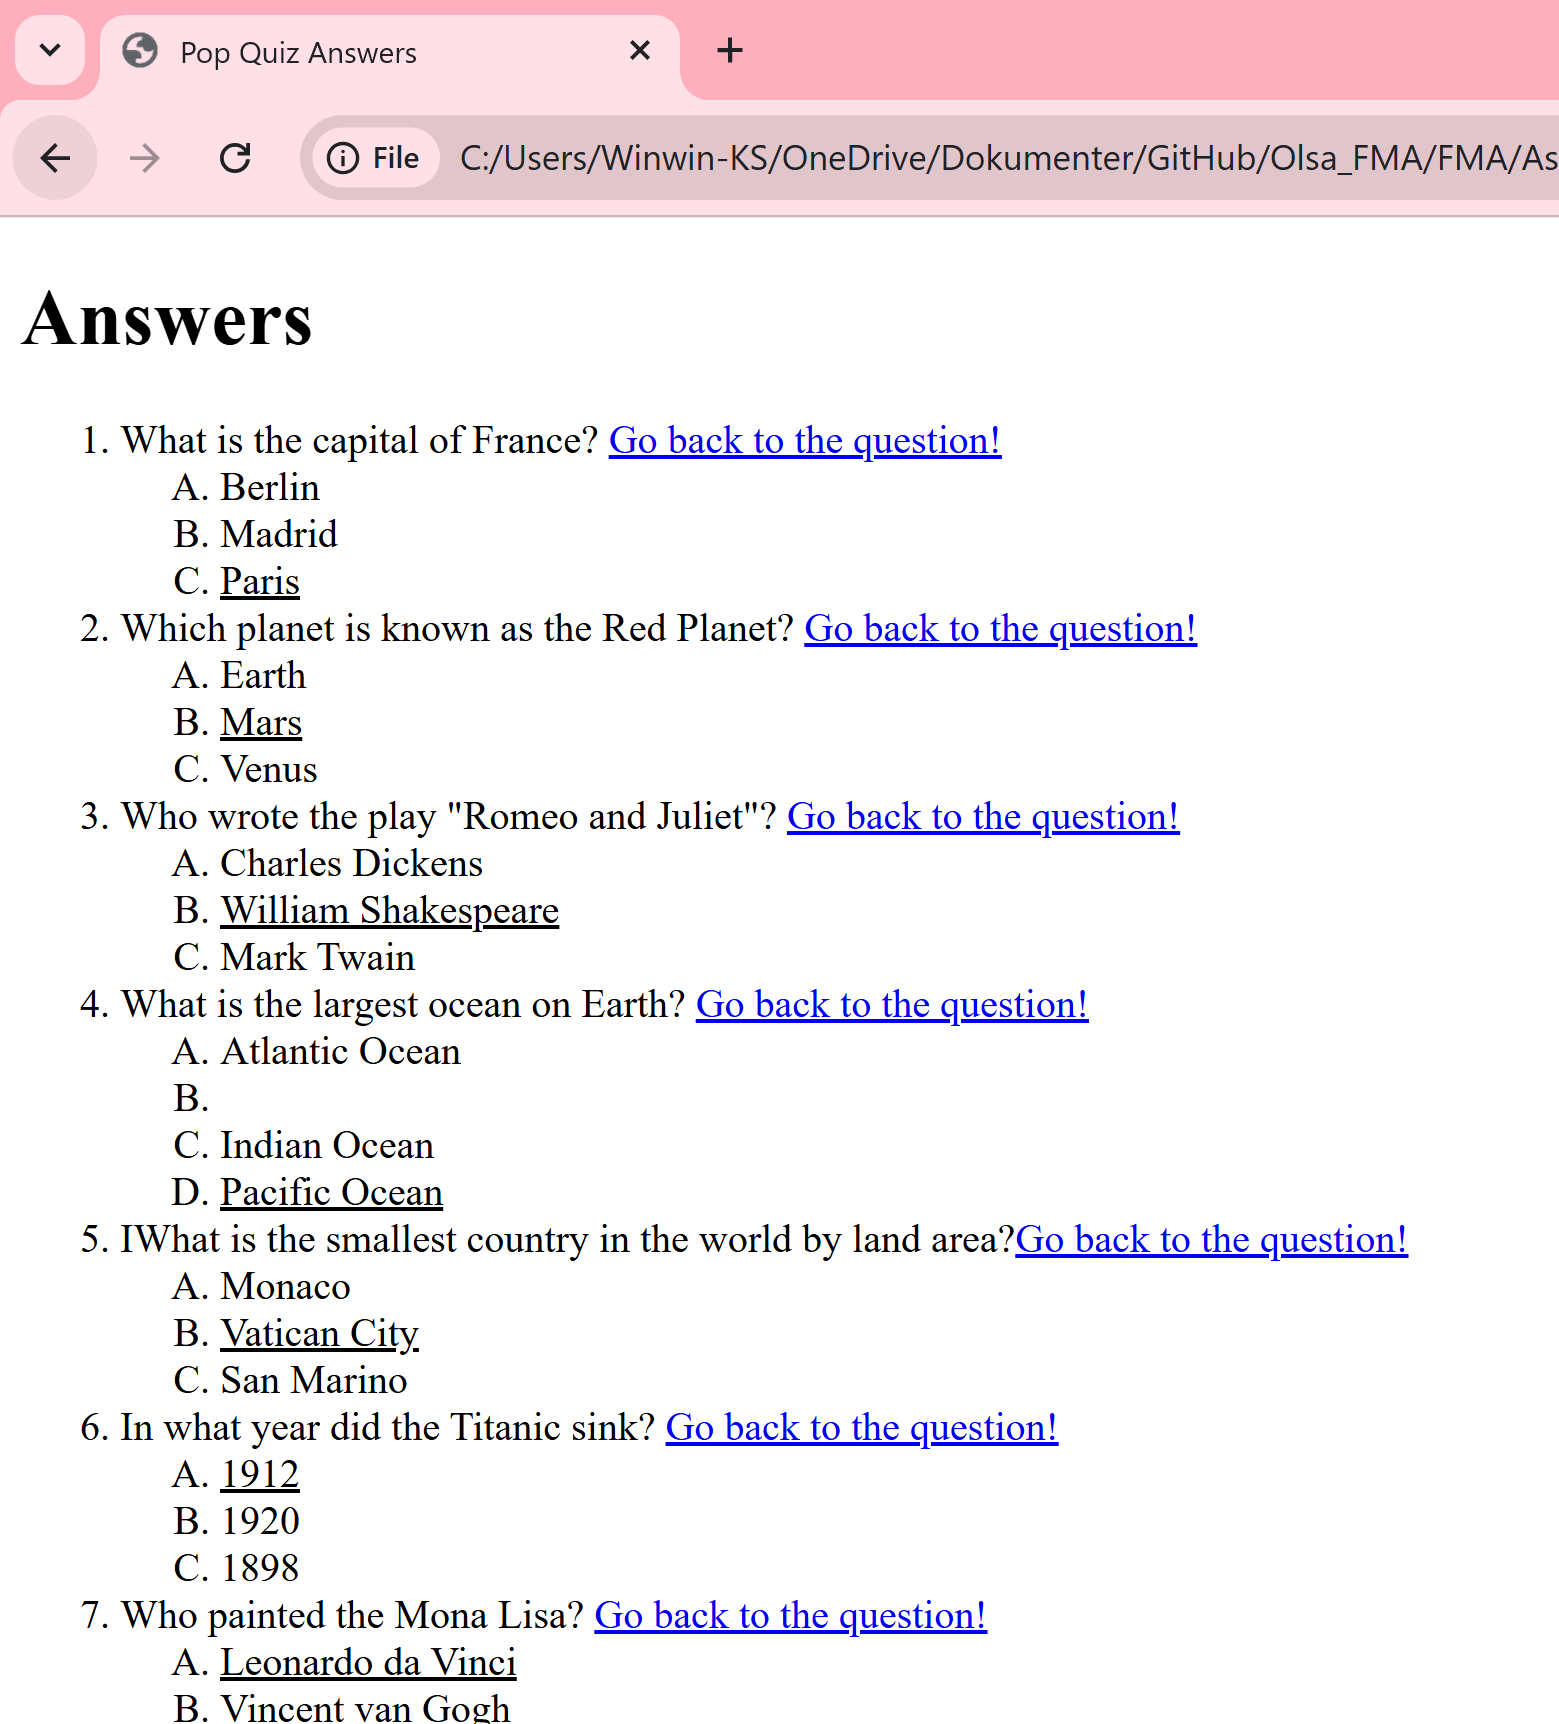 Pop Quiz Answers
File C:/Users/Winwin-KS/OneDrive/Dokumenter/GitHub/Olsa_FMA/FMA/As
Answers
1. What is the capital of France? Go back to the question!
A. Berlin
B. Madrid
C. Paris
2. Which planet is known as the Red Planet? Go back to the question!
A. Earth
B. Mars
C. Venus
3. Who wrote the play "Romeo and Juliet"? Go back to the question!
A. Charles Dickens
B. William Shakespeare
C. Mark Twain
4. What is the largest ocean on Earth? Go back to the question!
A. Atlantic Ocean
B.
C. Indian Ocean
D. Pacific Ocean
5. IWhat is the smallest country in the world by land area?Go back to the question!
A. Monaco
B. Vatican City
C. San Marino
6. In what year did the Titanic sink? Go back to the question!
A. 1912
B. 1920
C. 1898
7. Who painted the Mona Lisa? Go back to the question!
A. Leonardo da Vinci
B. Vincent van Gogh